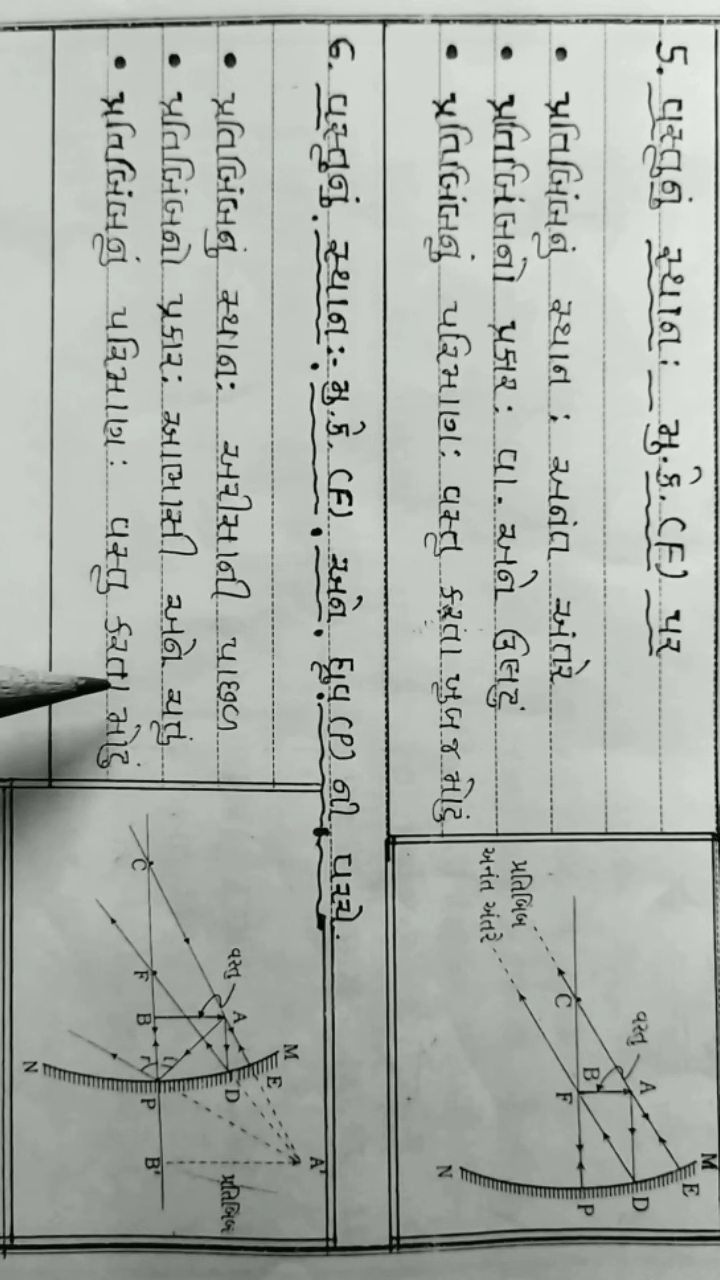 5. વસ્તુનું સ્થાન: મુ.કે. (F) પર
• પ્રતિબિંબનું સ્થાન : અનંત અંતરે
• પ્રતિબિંબનો પ્રકાર: વા. અને ઉલટું
• પ્રતિબિંબનું પરિમાણ: વસ્તુ કરતા ખુબ જ મોટું
M
E
D
A
વસ્તુ
B
C
F
P
N
પ્રતિબિંબ
અનંત અંતરે
6. વસ્તુનું સ્થાન:- મુ.કે. (F) અને ધ્રુવ (P) ની વચ્ચે.
• પ્રતિબિંબનું સ્થાન: અરીસાની પાછળ
• પ્રતિબિંબનો પ્રકાર: આભાસી અને ચતું
• પ્રતિબિંબનું પરિમાણ: વસ્તુ કરતા મોટું
A'
M
E
D
A
વસ્તુ
પ્રતિબિંબ
C
F
B
i
r
P
B'
N